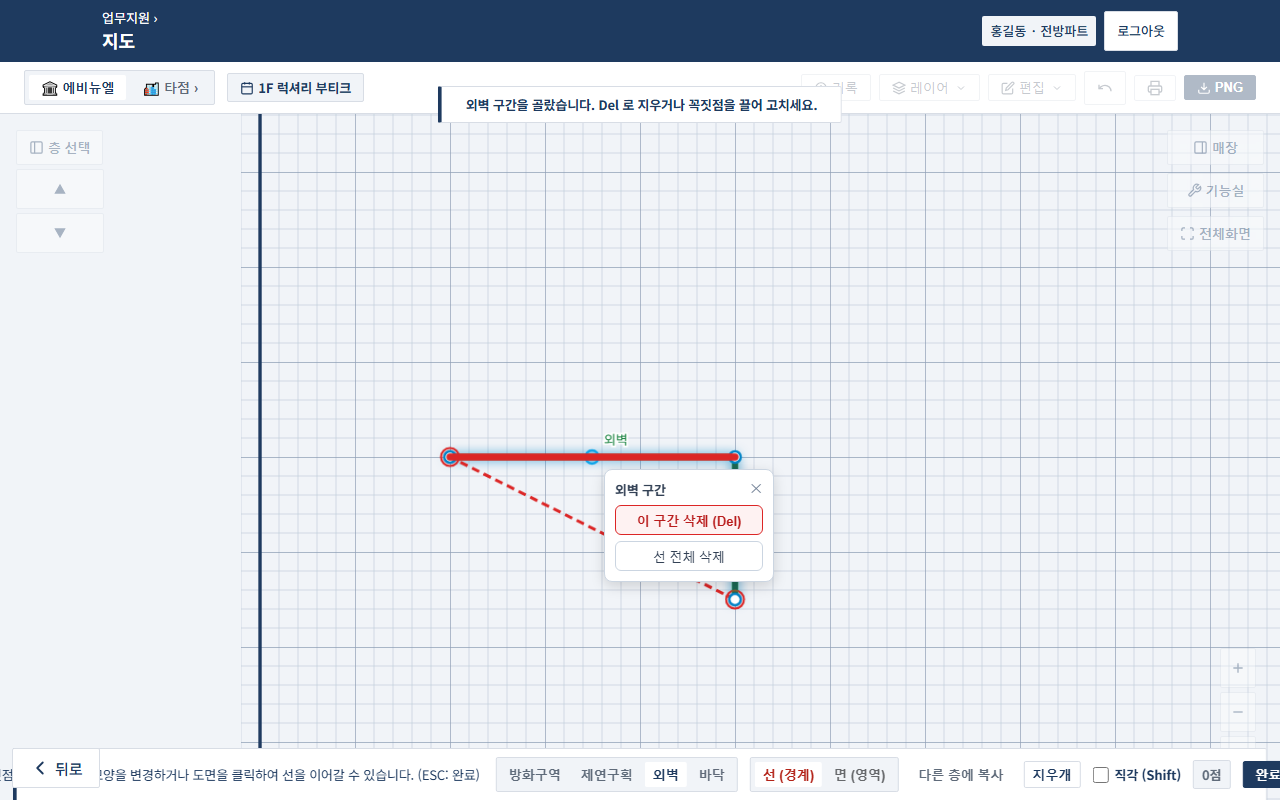 업무지원 ›
지도
홍길동 · 전방파트
로그아웃
에비뉴엘
타점 ›
1F 럭셔리 부티크
레이어
편집
PNG
외벽 구간을 골랐습니다. Del 로 지우거나 꼭짓점을 끌어 고치세요.
층 선택
▲
▼
매장
기능실
전체화면
외벽
외벽 구간
이 구간 삭제 (Del)
선 전체 삭제
+
−
뒤로
모양을 변경하거나 도면을 클릭하여 선을 이어갈 수 있습니다. (ESC: 완료)
방화구역
제연구획
외벽
바닥
선 (경계)
면 (영역)
다른 층에 복사
지우개
직각 (Shift)
0점
완료